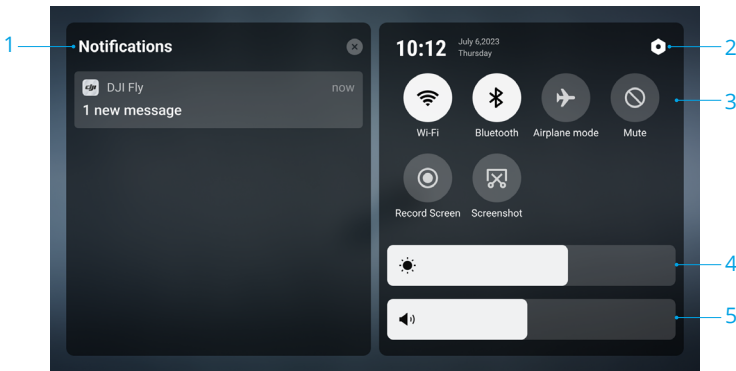 1
Notifications
DJI Fly
now
1 new message
10:12
July 6,2023
Thursday
2
Wi-Fi
Bluetooth
Airplane mode
Mute
3
Record Screen
Screenshot
4
5